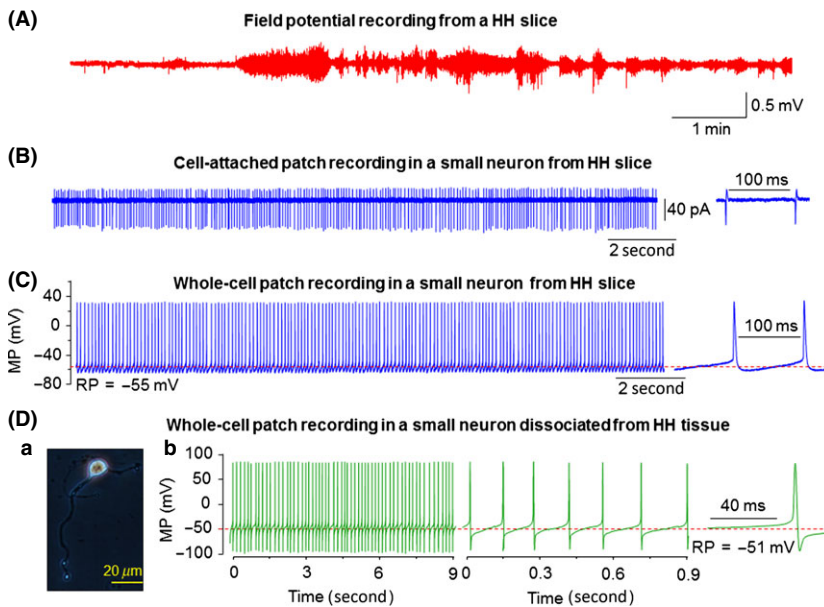 (A)
Field potential recording from a HH slice
0.5 mV
1 min
(B)
Cell-attached patch recording in a small neuron from HH slice
100 ms
40 pA
2 second
(C)
Whole-cell patch recording in a small neuron from HH slice
MP (mV)
40
0
−40
−80
RP = −55 mV
100 ms
2 second
(D)
Whole-cell patch recording in a small neuron dissociated from HH tissue
a
20 µm
b
MP (mV)
100
50
0
−50
−100
0 3 6 9
Time (second)
0 0.3 0.6 0.9
Time (second)
40 ms
RP = −51 mV